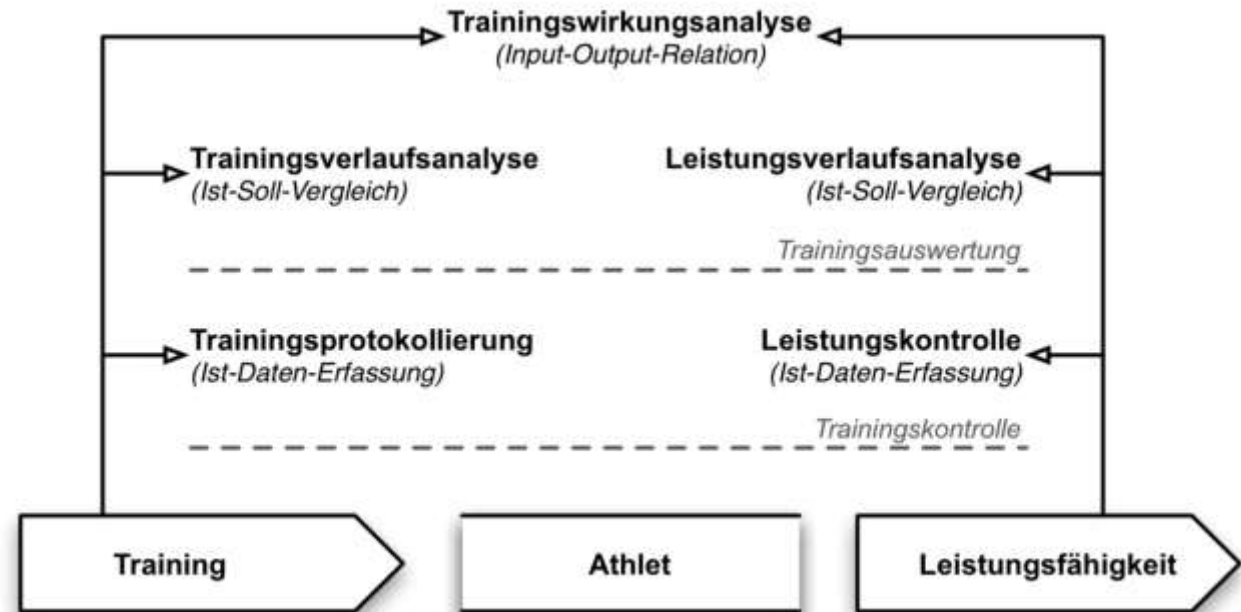 Trainingswirkungsanalyse
(Input-Output-Relation)
Trainingsverlaufsanalyse
(Ist-Soll-Vergleich)
Leistungsverlaufsanalyse
(Ist-Soll-Vergleich)
Trainingsauswertung
Trainingsprotokollierung
(Ist-Daten-Erfassung)
Leistungskontrolle
(Ist-Daten-Erfassung)
Trainingskontrolle
Training
Athlet
Leistungsfähigkeit